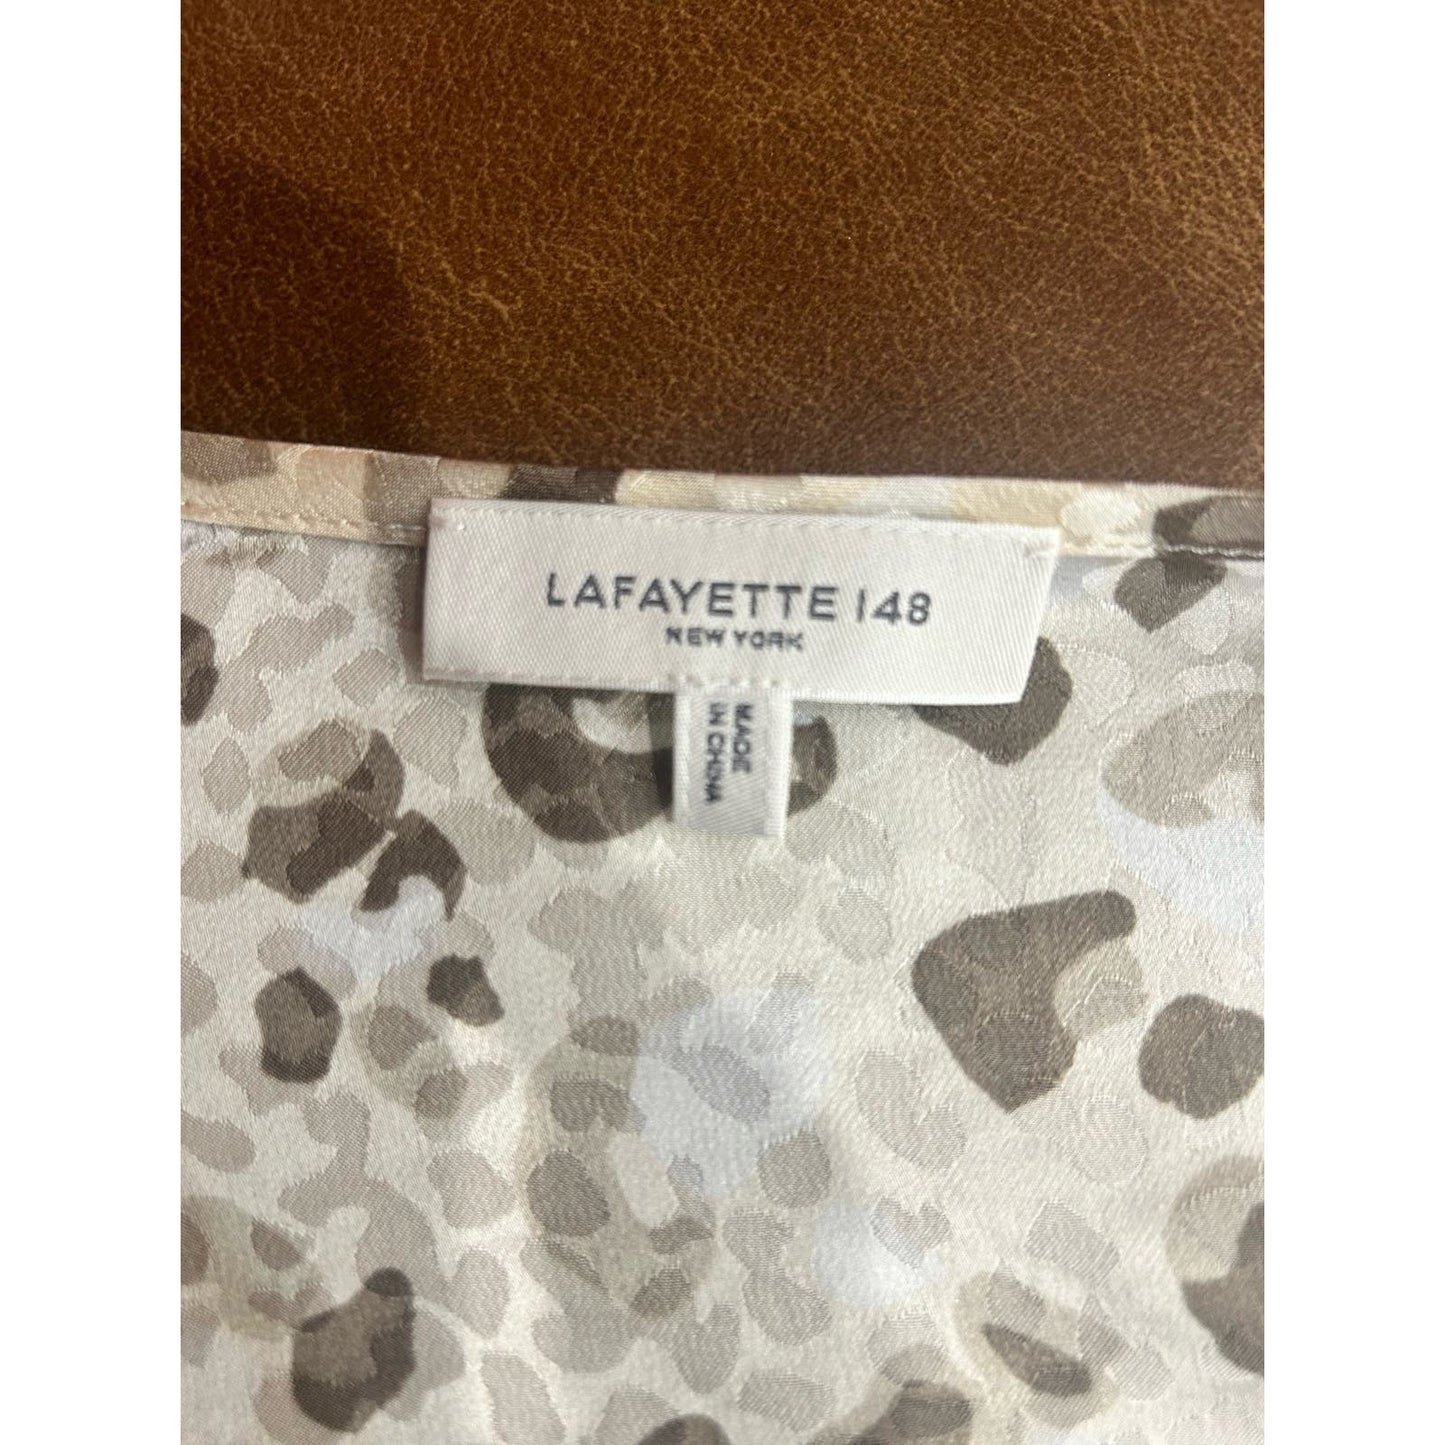 LAFAYETTE 148
NEW YORK
MADE
IN CHINA